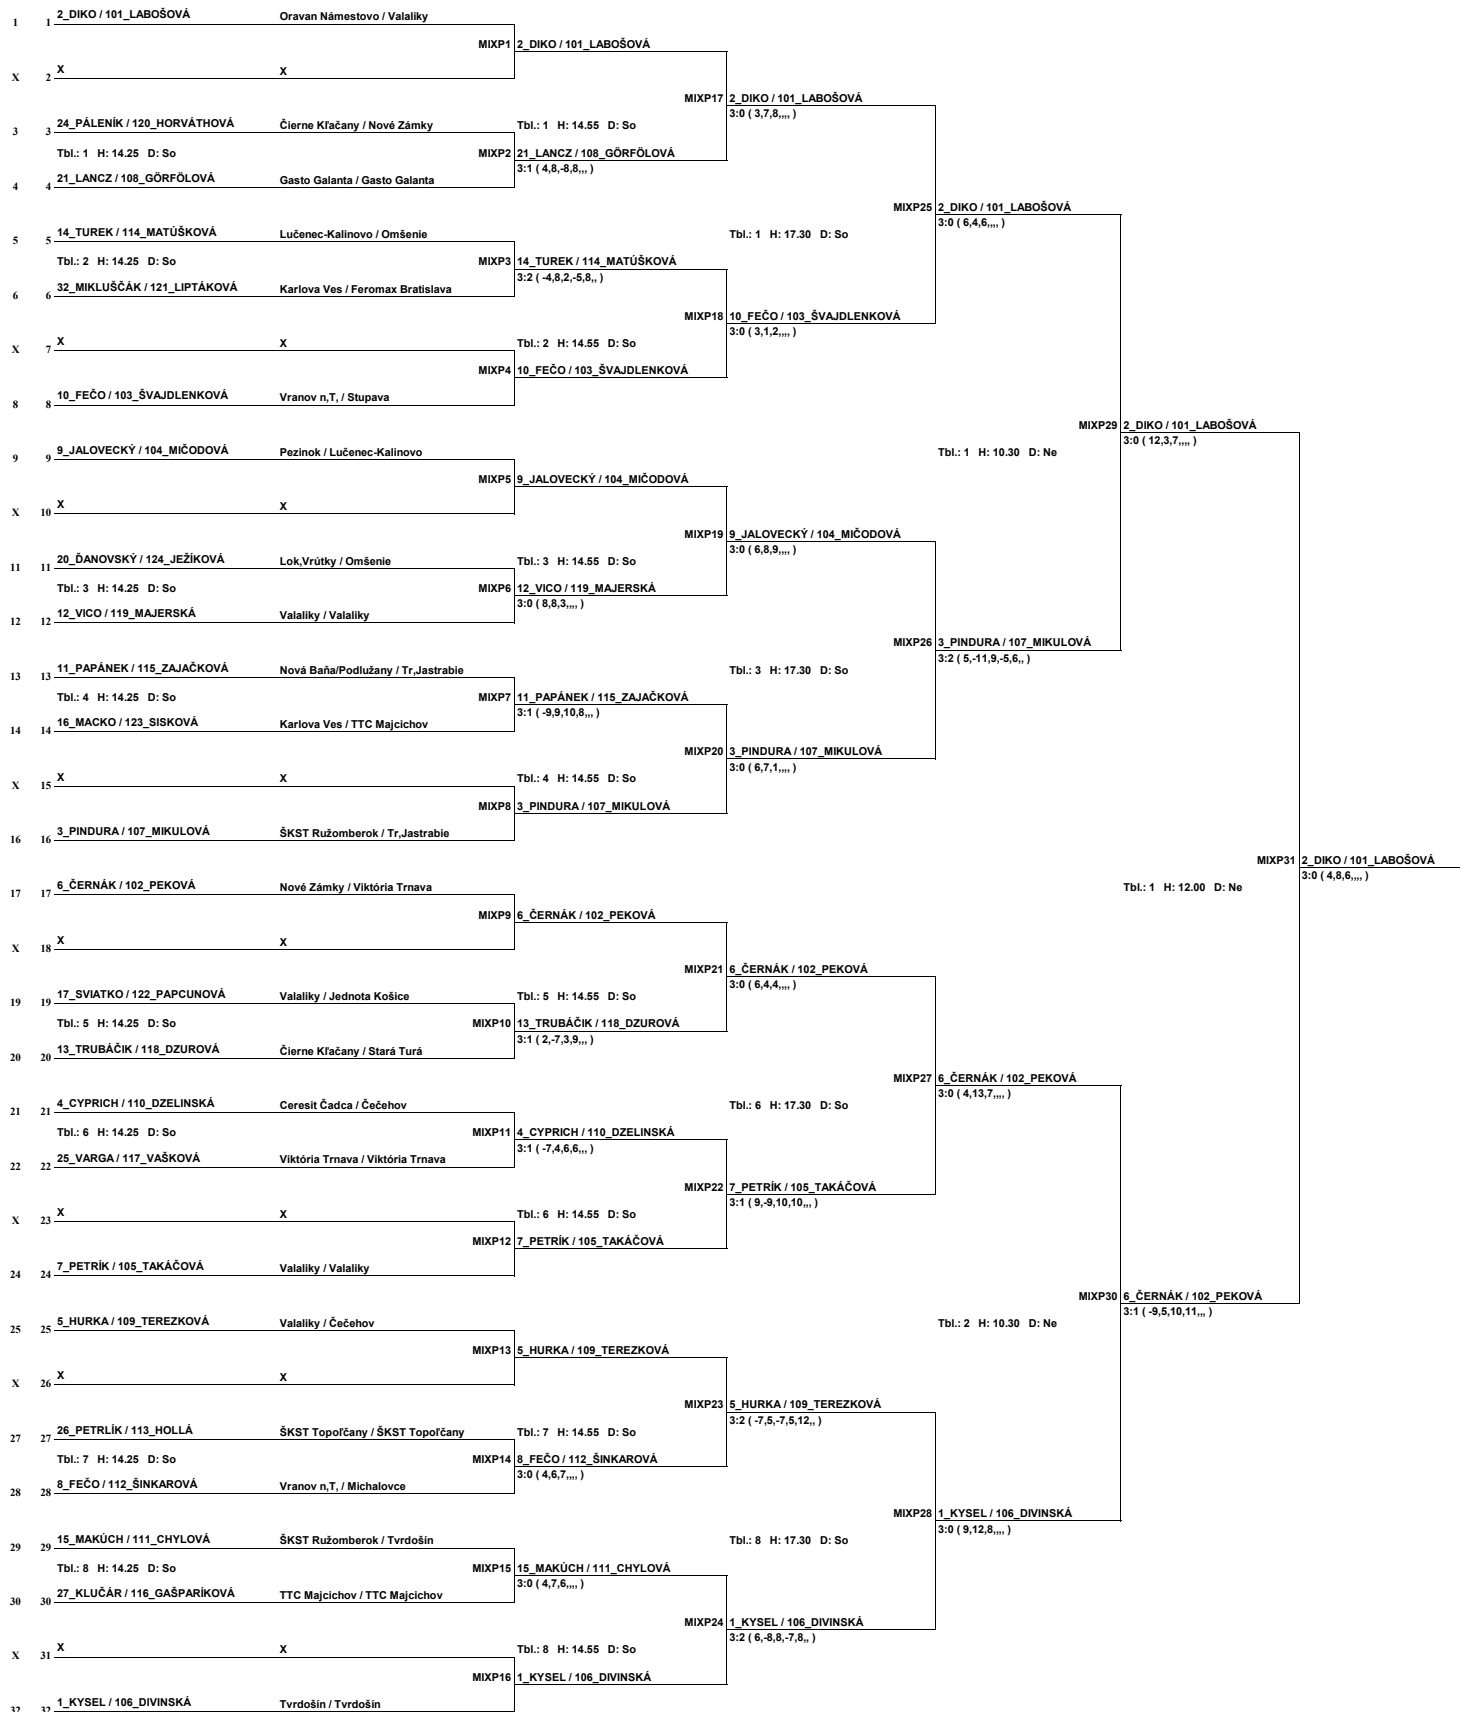 1 1 2_DIKO / 101_LABOŠOVÁ Oravan Námestovo / Valaliky
MIXP1 2_DIKO / 101_LABOŠOVÁ
X 2 X X
MIXP17 2_DIKO / 101_LABOŠOVÁ
3:0 ( 3,7,8,,,, )
3 3 24_PÁLENÍK / 120_HORVÁTHOVÁ Čierne Kľačany / Nové Zámky Tbl.: 1 H: 14.55 D: So
Tbl.: 1 H: 14.25 D: So MIXP2 21_LANCZ / 108_GÖRFÖLOVÁ
3:1 ( 4,8,-8,8,,, )
4 4 21_LANCZ / 108_GÖRFÖLOVÁ Gasto Galanta / Gasto Galanta
MIXP25 2_DIKO / 101_LABOŠOVÁ
3:0 ( 6,4,6,,,, )
5 5 14_TUREK / 114_MATÚŠKOVÁ Lučenec-Kalinovo / Omšenie Tbl.: 1 H: 17.30 D: So
Tbl.: 2 H: 14.25 D: So MIXP3 14_TUREK / 114_MATÚŠKOVÁ
3:2 ( -4,8,2,-5,8,, )
6 6 32_MIKLUŠČÁK / 121_LIPTÁKOVÁ Karlova Ves / Feromax Bratislava
MIXP18 10_FEČO / 103_ŠVAJDLENKOVÁ
3:0 ( 3,1,2,,,, )
X 7 X X Tbl.: 2 H: 14.55 D: So
MIXP4 10_FEČO / 103_ŠVAJDLENKOVÁ
8 8 10_FEČO / 103_ŠVAJDLENKOVÁ Vranov n,T, / Stupava
MIXP29 2_DIKO / 101_LABOŠOVÁ
3:0 ( 12,3,7,,,, )
9 9 9_JALOVECKÝ / 104_MIČODOVÁ Pezinok / Lučenec-Kalinovo Tbl.: 1 H: 10.30 D: Ne
MIXP5 9_JALOVECKÝ / 104_MIČODOVÁ
X 10 X X
MIXP19 9_JALOVECKÝ / 104_MIČODOVÁ
3:0 ( 6,8,9,,,, )
11 11 20_ĎANOVSKÝ / 124_JEŽÍKOVÁ Lok,Vrútky / Omšenie Tbl.: 3 H: 14.55 D: So
Tbl.: 3 H: 14.25 D: So MIXP6 12_VICO / 119_MAJERSKÁ
3:0 ( 8,8,3,,,, )
12 12 12_VICO / 119_MAJERSKÁ Valaliky / Valaliky
MIXP26 3_PINDURA / 107_MIKULOVÁ
3:2 ( 5,-11,9,-5,6,, )
13 13 11_PAPÁNEK / 115_ZAJAČKOVÁ Nová Baňa/Podlužany / Tr,Jastrabie Tbl.: 3 H: 17.30 D: So
Tbl.: 4 H: 14.25 D: So MIXP7 11_PAPÁNEK / 115_ZAJAČKOVÁ
3:1 ( -9,9,10,8,,, )
14 14 16_MACKO / 123_SISKOVÁ Karlova Ves / TTC Majcichov
MIXP20 3_PINDURA / 107_MIKULOVÁ
3:0 ( 6,7,1,,,, )
X 15 X X Tbl.: 4 H: 14.55 D: So
MIXP8 3_PINDURA / 107_MIKULOVÁ
16 16 3_PINDURA / 107_MIKULOVÁ ŠKST Ružomberok / Tr,Jastrabie
MIXP31 2_DIKO / 101_LABOŠOVÁ
3:0 ( 4,8,6,,,, )
17 17 6_ČERNÁK / 102_PEKOVÁ Nové Zámky / Viktória Trnava Tbl.: 1 H: 12.00 D: Ne
MIXP9 6_ČERNÁK / 102_PEKOVÁ
X 18 X X
MIXP21 6_ČERNÁK / 102_PEKOVÁ
3:0 ( 6,4,4,,,, )
19 19 17_SVIATKO / 122_PAPCUNOVÁ Valaliky / Jednota Košice Tbl.: 5 H: 14.55 D: So
Tbl.: 5 H: 14.25 D: So MIXP10 13_TRUBÁČIK / 118_DZUROVÁ
3:1 ( 2,-7,3,9,,, )
20 20 13_TRUBÁČIK / 118_DZUROVÁ Čierne Kľačany / Stará Turá
MIXP27 6_ČERNÁK / 102_PEKOVÁ
3:0 ( 4,13,7,,,, )
21 21 4_CYPRICH / 110_DZELINSKÁ Ceresit Čadca / Čečehov Tbl.: 6 H: 17.30 D: So
Tbl.: 6 H: 14.25 D: So MIXP11 4_CYPRICH / 110_DZELINSKÁ
3:1 ( -7,4,6,6,,, )
22 22 25_VARGA / 117_VAŠKOVÁ Viktória Trnava / Viktória Trnava
MIXP22 7_PETRÍK / 105_TAKÁČOVÁ
3:1 ( 9,-9,10,10,,, )
X 23 X X Tbl.: 6 H: 14.55 D: So
MIXP12 7_PETRÍK / 105_TAKÁČOVÁ
24 24 7_PETRÍK / 105_TAKÁČOVÁ Valaliky / Valaliky
MIXP30 6_ČERNÁK / 102_PEKOVÁ
3:1 ( -9,5,10,11,,, )
25 25 5_HURKA / 109_TEREZKOVÁ Valaliky / Čečehov Tbl.: 2 H: 10.30 D: Ne
MIXP13 5_HURKA / 109_TEREZKOVÁ
X 26 X X
MIXP23 5_HURKA / 109_TEREZKOVÁ
3:2 ( -7,5,-7,5,12,, )
27 27 26_PETRLÍK / 113_HOLLÁ ŠKST Topoľčany / ŠKST Topoľčany Tbl.: 7 H: 14.55 D: So
Tbl.: 7 H: 14.25 D: So MIXP14 8_FEČO / 112_ŠINKAROVÁ
3:0 ( 4,6,7,,,, )
28 28 8_FEČO / 112_ŠINKAROVÁ Vranov n,T, / Michalovce
MIXP28 1_KYSEL / 106_DIVINSKÁ
3:0 ( 9,12,8,,,, )
29 29 15_MAKÚCH / 111_CHYLOVÁ ŠKST Ružomberok / Tvrdošín Tbl.: 8 H: 17.30 D: So
Tbl.: 8 H: 14.25 D: So MIXP15 15_MAKÚCH / 111_CHYLOVÁ
3:0 ( 4,7,6,,,, )
30 30 27_KLUČÁR / 116_GAŠPARÍKOVÁ TTC Majcichov / TTC Majcichov
MIXP24 1_KYSEL / 106_DIVINSKÁ
3:2 ( 6,-8,8,-7,8,, )
X 31 X X Tbl.: 8 H: 14.55 D: So
MIXP16 1_KYSEL / 106_DIVINSKÁ
32 32 1_KYSEL / 106_DIVINSKÁ Tvrdošín / Tvrdošín